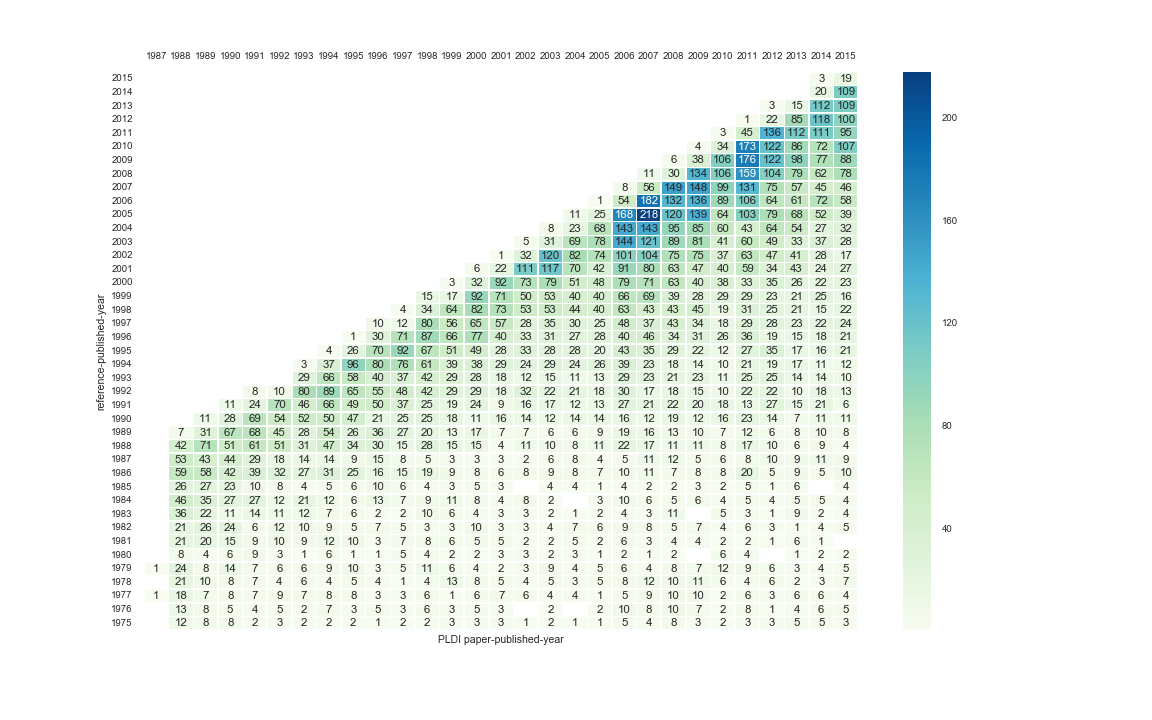 1987 1988 1989 1990 1991 1992 1993 1994 1995 1996 1997 1998 1999 2000 2001 2002 2003 2004 2005 2006 2007 2008 2009 2010 2011 2012 2013 2014 2015
2015 3 19
2014 20 109
2013 3 15 112 109
2012 1 22 85 118 100
2011 3 45 136 112 111 95
2010 4 34 173 122 86 72 107
2009 6 38 106 176 122 98 77 88
2008 11 30 134 106 159 104 79 62 78
2007 8 56 149 148 99 131 75 57 45 46
2006 1 54 182 132 136 89 106 64 61 72 58
2005 11 25 168 218 120 139 64 103 79 68 52 39
2004 8 23 68 143 143 95 85 60 43 64 54 27 32
2003 5 31 69 78 144 121 89 81 41 60 49 33 37 28
2002 1 32 120 82 74 101 104 75 75 37 63 47 41 28 17
2001 6 22 111 117 70 42 91 80 63 47 40 59 34 43 24 27
2000 3 32 92 73 79 51 48 79 71 63 40 38 33 35 26 22 23
1999 15 17 92 71 50 53 40 40 66 69 39 28 29 29 23 21 25 16
1998 4 34 64 82 73 53 53 44 40 63 43 43 45 19 31 25 21 15 22
1997 10 12 80 56 65 57 28 35 30 25 48 37 43 34 18 29 28 23 22 24
1996 1 30 71 87 66 77 40 33 31 27 28 40 46 34 31 26 36 19 15 18 21
1995 4 26 70 92 67 51 49 28 33 28 28 20 43 35 29 22 12 27 35 17 16 21
1994 3 37 96 80 76 61 39 38 29 24 29 24 26 39 23 18 14 10 21 19 17 11 12
1993 29 66 58 40 37 42 29 28 18 12 15 11 13 29 23 21 23 11 25 25 14 14 10
1992 8 10 80 89 65 55 48 42 29 29 18 32 22 21 18 30 17 18 15 10 22 22 10 18 13
1991 11 24 70 46 66 49 50 37 25 19 24 9 16 17 12 13 27 21 22 20 18 13 27 15 21 6
1990 11 28 69 54 52 50 47 21 25 25 18 11 16 14 12 14 14 16 12 19 12 16 23 14 7 11 11
1989 7 31 67 68 45 28 54 26 36 27 20 13 17 7 7 6 6 9 19 16 13 10 7 12 6 8 10 8
1988 42 71 51 61 51 31 47 34 30 15 28 15 15 4 11 10 8 11 22 17 11 11 8 17 10 6 9 4
1987 53 43 44 29 18 14 14 9 15 8 5 3 3 3 2 6 8 4 5 11 12 5 6 8 10 9 11 9
1986 59 58 42 39 32 27 31 25 16 15 19 9 8 6 8 9 8 7 10 11 7 8 8 20 5 9 5 10
1985 26 27 23 10 8 4 5 6 10 6 4 3 5 2 4 4 1 4 2 2 3 2 5 1 6 4
1984 46 35 27 27 12 21 12 6 13 7 9 11 8 4 8 2 3 10 6 5 6 4 5 4 5 5 4
1983 36 22 11 14 11 12 7 6 2 2 10 6 4 3 3 2 1 2 4 3 11 5 3 1 9 2 4
1982 21 26 24 6 12 10 9 5 7 5 3 3 10 3 3 4 7 6 9 8 5 7 4 6 3 1 4 5
1981 21 20 15 9 10 9 12 10 3 7 8 6 5 5 2 2 5 2 6 3 4 4 2 2 1 6 1
1980 8 4 6 9 3 1 6 1 1 5 4 2 2 3 3 2 3 1 2 1 2 6 4 1 2 2
1979 1 24 8 14 7 6 6 9 10 3 5 11 6 4 2 3 9 4 5 6 4 8 7 12 9 6 3 4 5
1978 21 10 8 7 4 6 4 5 4 1 4 13 8 5 4 5 3 5 8 12 10 11 6 4 6 2 3 7
1977 1 18 7 8 7 9 7 8 8 3 3 6 1 6 7 6 4 4 1 5 9 10 10 2 6 3 6 6 4
1976 13 8 5 4 5 2 7 3 5 3 6 3 5 3 2 2 10 8 10 7 2 8 1 4 6 5
1975 12 8 8 2 3 2 2 2 1 2 2 3 3 3 1 2 1 1 5 4 8 3 2 3 3 5 5 3
reference-published-year
PLDI paper-published-year
200
160
120
80
40